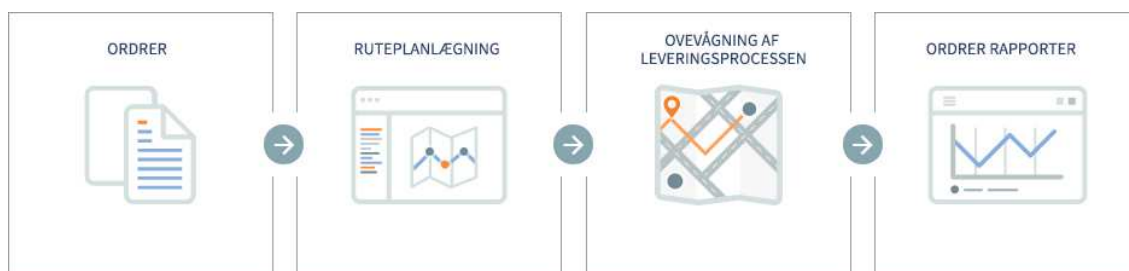 ORDRER
RUTEPLANLÆGNING
OVEVÅGNING AF
LEVERINGSPROCESSEN
ORDRER RAPPORTER